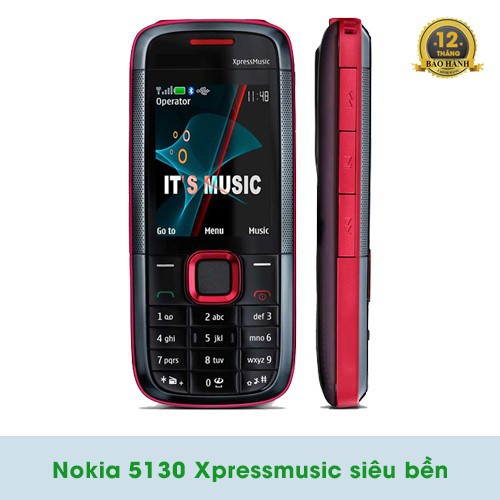 12
THÁNG
BẢO HÀNH
XpressMusic
11:48
Operator
IT'S MUSIC
Go to Menu Music
1 2 abc def 3
4 ghi 5 jkl mno 6
7 pqrs 8 tuv wxyz 9
* + 0 #
Nokia 5130 Xpressmusic siêu bền